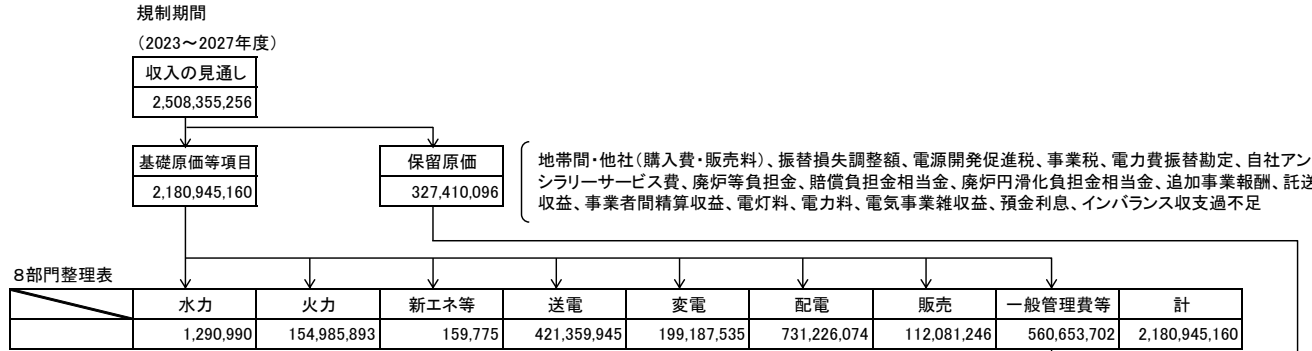 規制期間
(2023～2027年度)
収入の見通し
2,508,355,256
基礎原価等項目
2,180,945,160
保留原価
327,410,096
地帯間・他社(購入費・販売料)、振替損失調整額、電源開発促進税、事業税、電力費振替勘定、自社アン
シラリーサービス費、廃炉等負担金、賠償負担金相当金、廃炉円滑化負担金相当金、追加事業報酬、託送
収益、事業者間精算収益、電灯料、電力料、電気事業雑収益、預金利息、インバランス収支過不足
8部門整理表
水力 火力 新エネ等 送電 変電 配電 販売 一般管理費等 計
1,290,990 154,985,893 159,775 421,359,945 199,187,535 731,226,074 112,081,246 560,653,702 2,180,945,160